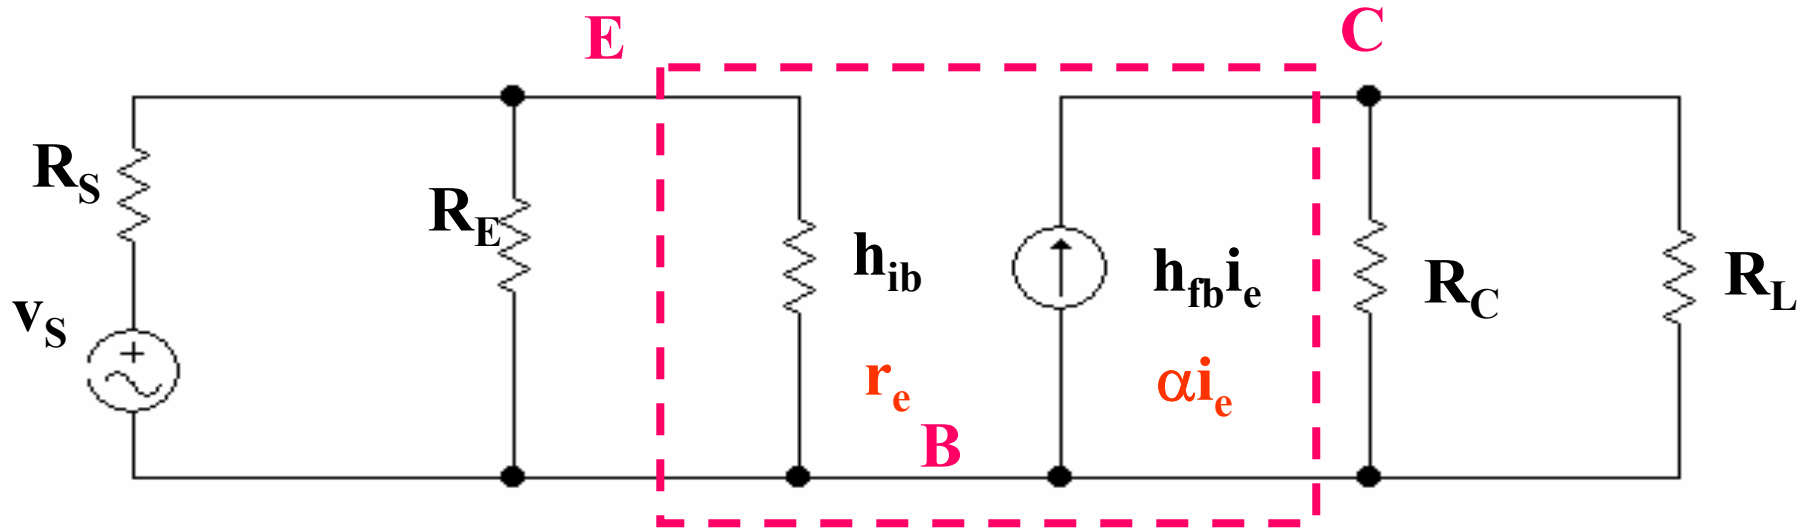 E
C
R_S
R_E
h_ib
h_fb i_e
R_C
R_L
v_S
+
r_e
αi_e
B